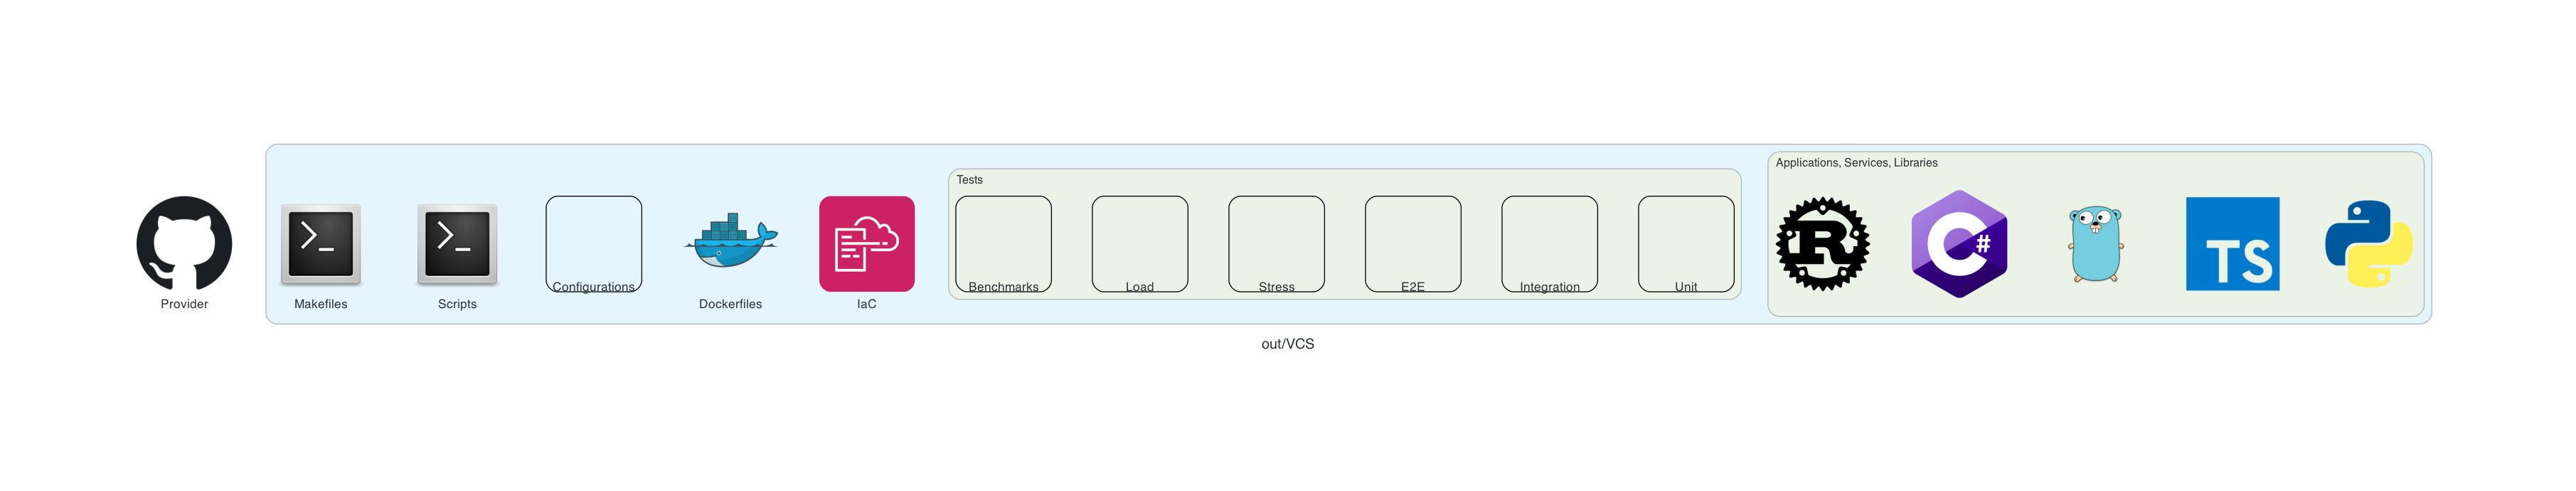 Applications, Services, Libraries
Tests
>_
>_
R
C#
TS
Benchmarks
Load
Stress
E2E
Integration
Unit
Configurations
Provider
Makefiles
Scripts
Dockerfiles
IaC
out/VCS